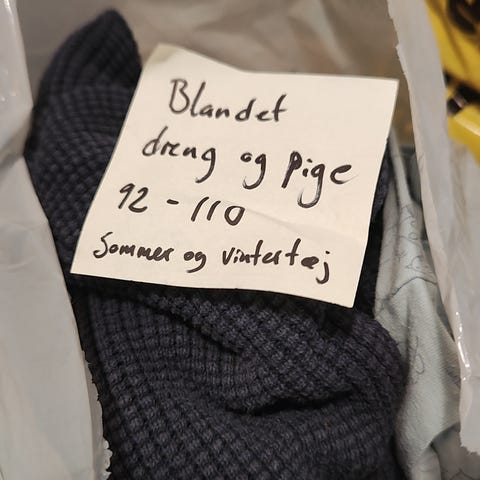 Blandet
dreng og Pige
92 - 110
Sommer og vintertøj